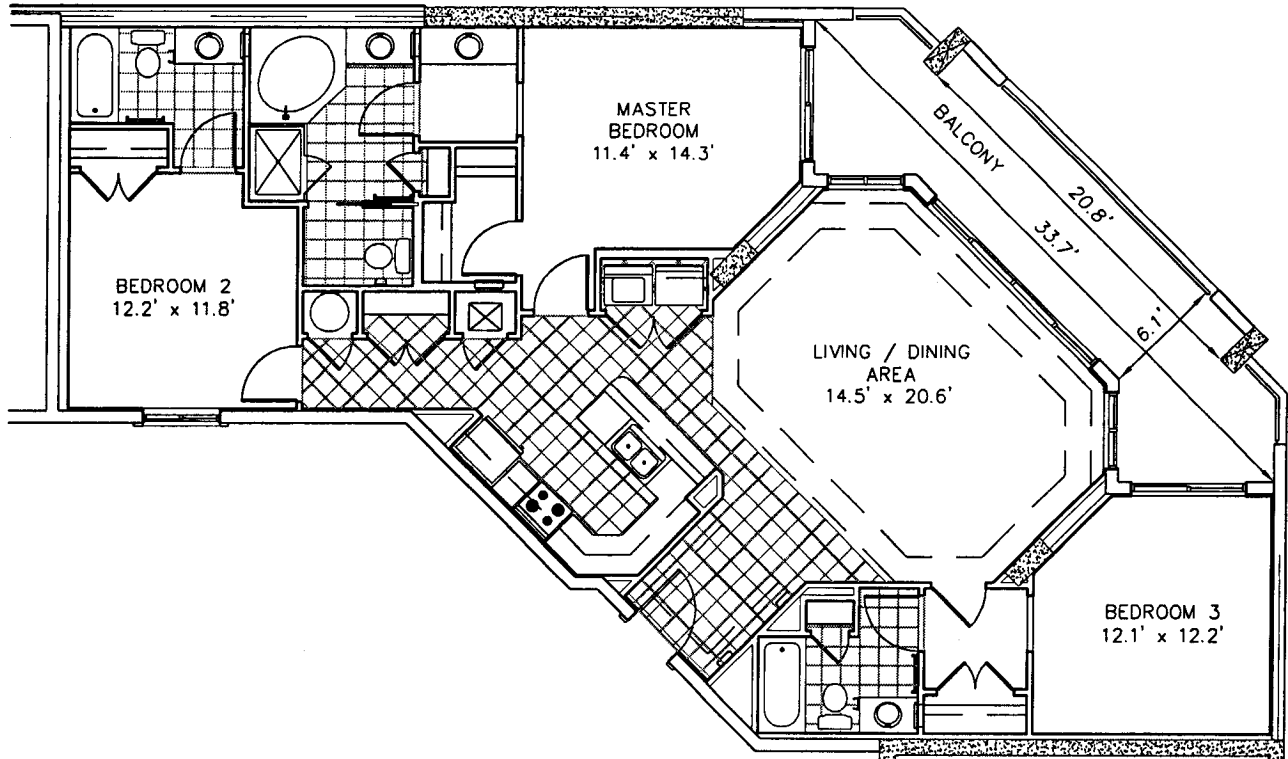 MASTER
BEDROOM
11.4' x 14.3'
BALCONY
20.8'
33.7'
6.1'
BEDROOM 2
12.2' x 11.8'
LIVING / DINING
AREA
14.5' x 20.6'
BEDROOM 3
12.1' x 12.2'